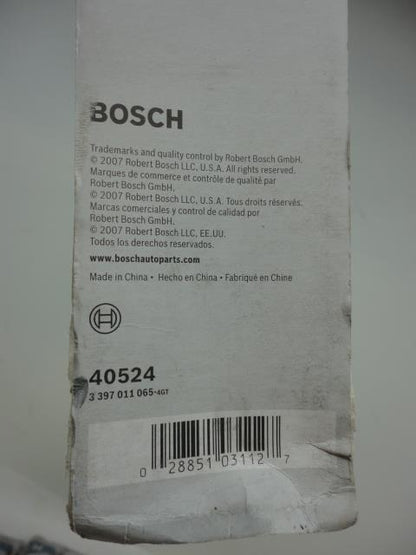 BOSCH
Trademarks and quality control by Robert Bosch GmbH.
© 2007 Robert Bosch LLC, U.S.A. All rights reserved.
Marques de commerce et contrôle de qualité par
Robert Bosch GmbH.
© 2007 Robert Bosch LLC, U.S.A. Tous droits réservés.
Marcas comerciales y control de calidad por
Robert Bosch GmbH.
© 2007 Robert Bosch LLC, EE.UU.
Todos los derechos reservados.
www.boschautoparts.com
Made in China • Hecho en China • Fabriqué en Chine
40524
3 397 011 065-4GT
0 28851 03112 7